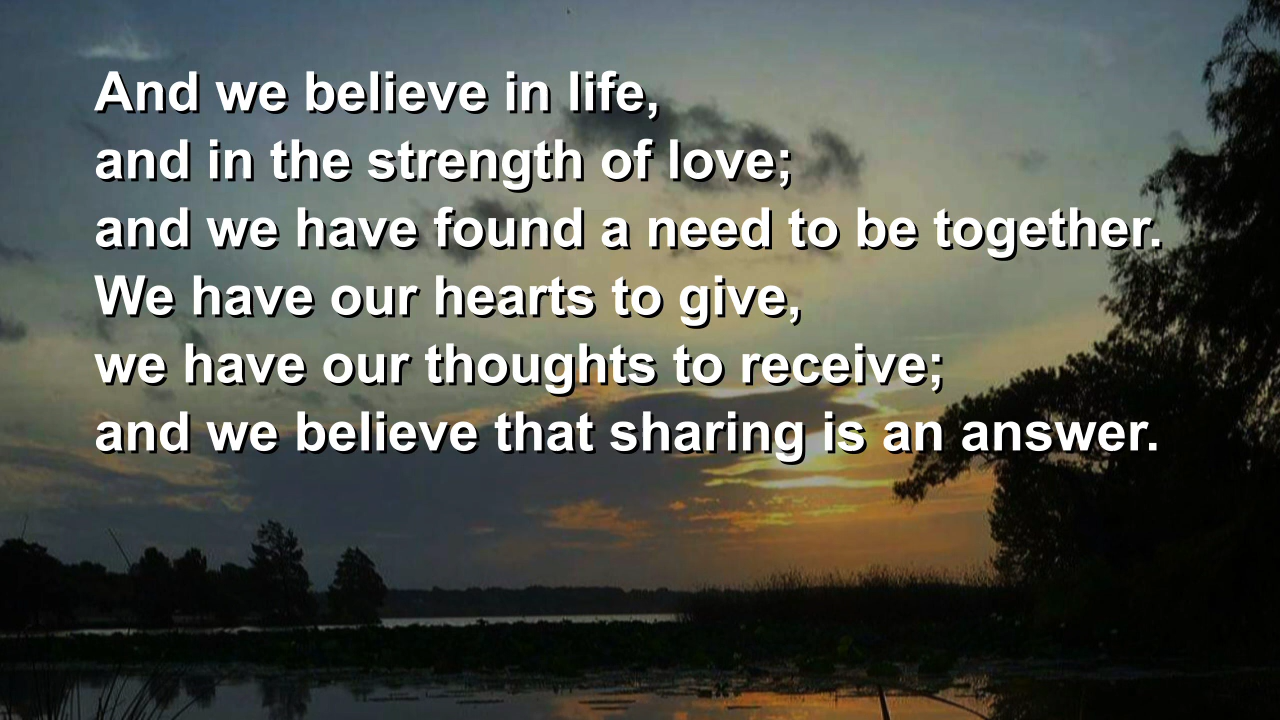 And we believe in life,
and in the strength of love;
and we have found a need to be together.
We have our hearts to give,
we have our thoughts to receive;
and we believe that sharing is an answer.